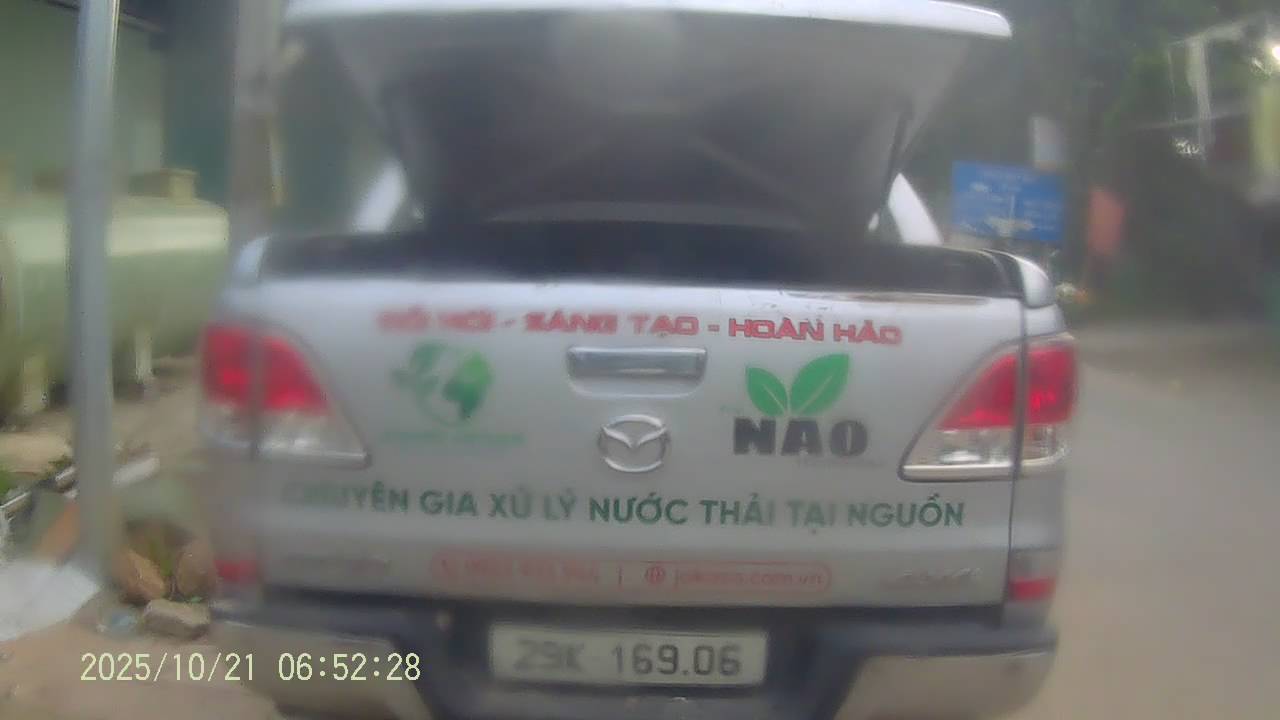 ĐỔI MỚI - SÁNG TẠO - HOÀN HẢO
NAO
CHUYÊN GIA XỬ LÝ NƯỚC THẢI TẠI NGUỒN
29K 169.06
2025/10/21 06:52:28